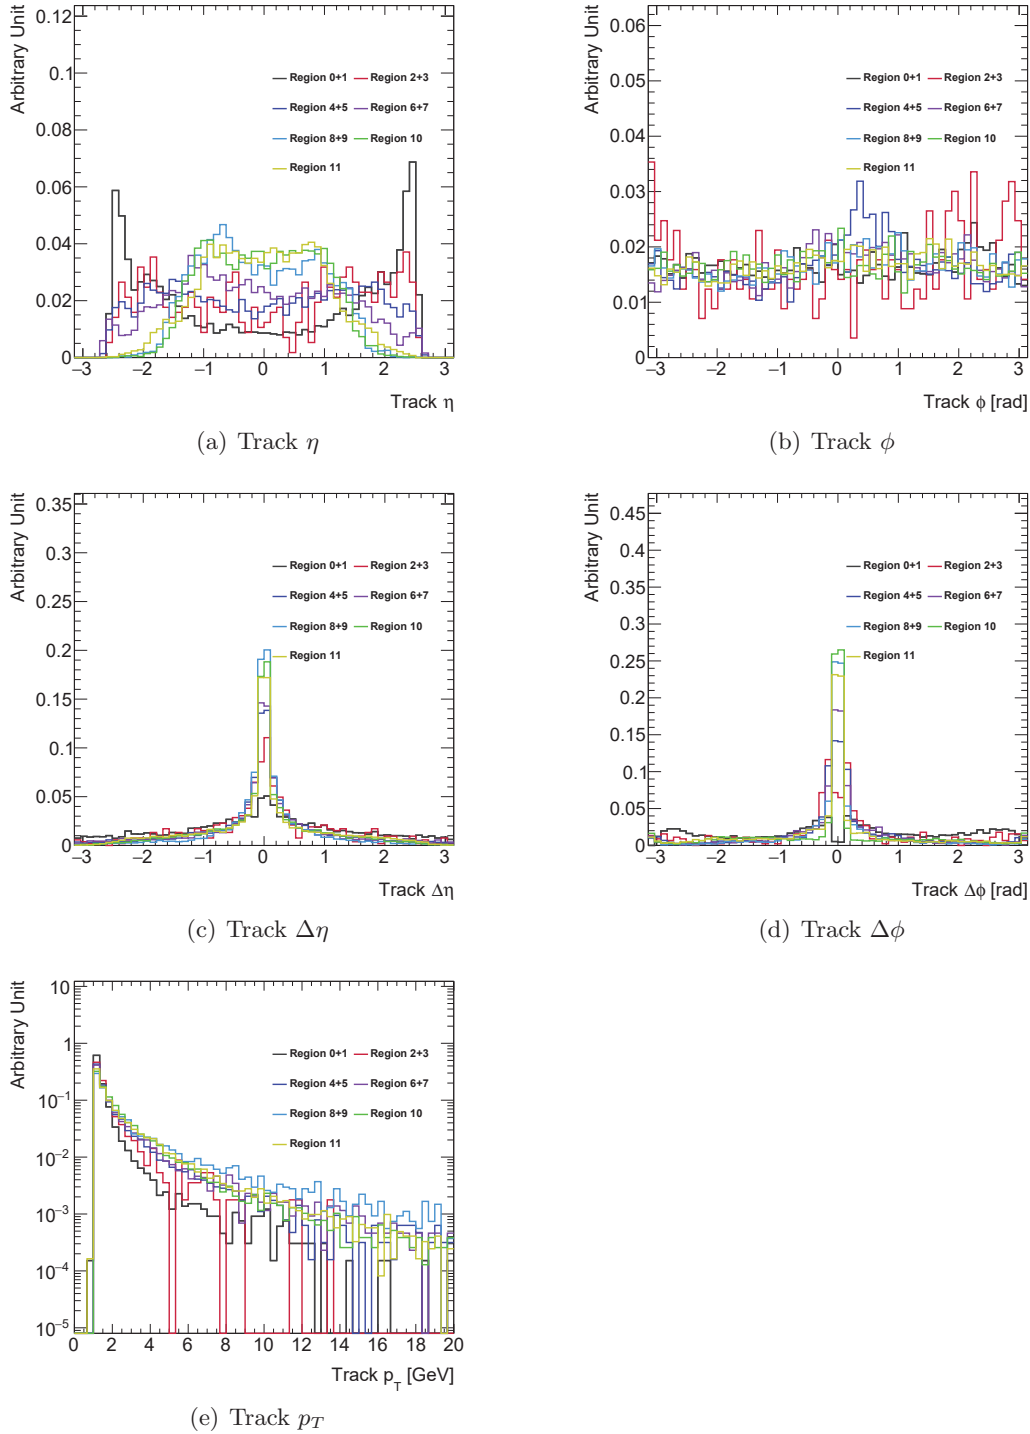 Arbitrary Unit
0.12
0.1
0.08
0.06
0.04
0.02
0
Region 0+1 Region 2+3
Region 4+5 Region 6+7
Region 8+9 Region 10
Region 11
−3 −2 −1 0 1 2 3
Track η
(a) Track η
Arbitrary Unit
0.06
0.05
0.04
0.03
0.02
0.01
0
Region 0+1 Region 2+3
Region 4+5 Region 6+7
Region 8+9 Region 10
Region 11
−3 −2 −1 0 1 2 3
Track ϕ [rad]
(b) Track ϕ
Arbitrary Unit
0.35
0.3
0.25
0.2
0.15
0.1
0.05
0
Region 0+1 Region 2+3
Region 4+5 Region 6+7
Region 8+9 Region 10
Region 11
−3 −2 −1 0 1 2 3
Track Δη
(c) Track Δη
Arbitrary Unit
0.45
0.4
0.35
0.3
0.25
0.2
0.15
0.1
0.05
0
Region 0+1 Region 2+3
Region 4+5 Region 6+7
Region 8+9 Region 10
Region 11
−3 −2 −1 0 1 2 3
Track Δϕ [rad]
(d) Track Δϕ
Arbitrary Unit
10
1
10⁻¹
10⁻²
10⁻³
10⁻⁴
10⁻⁵
Region 0+1 Region 2+3
Region 4+5 Region 6+7
Region 8+9 Region 10
Region 11
0 2 4 6 8 10 12 14 16 18 20
Track p_T [GeV]
(e) Track p_T